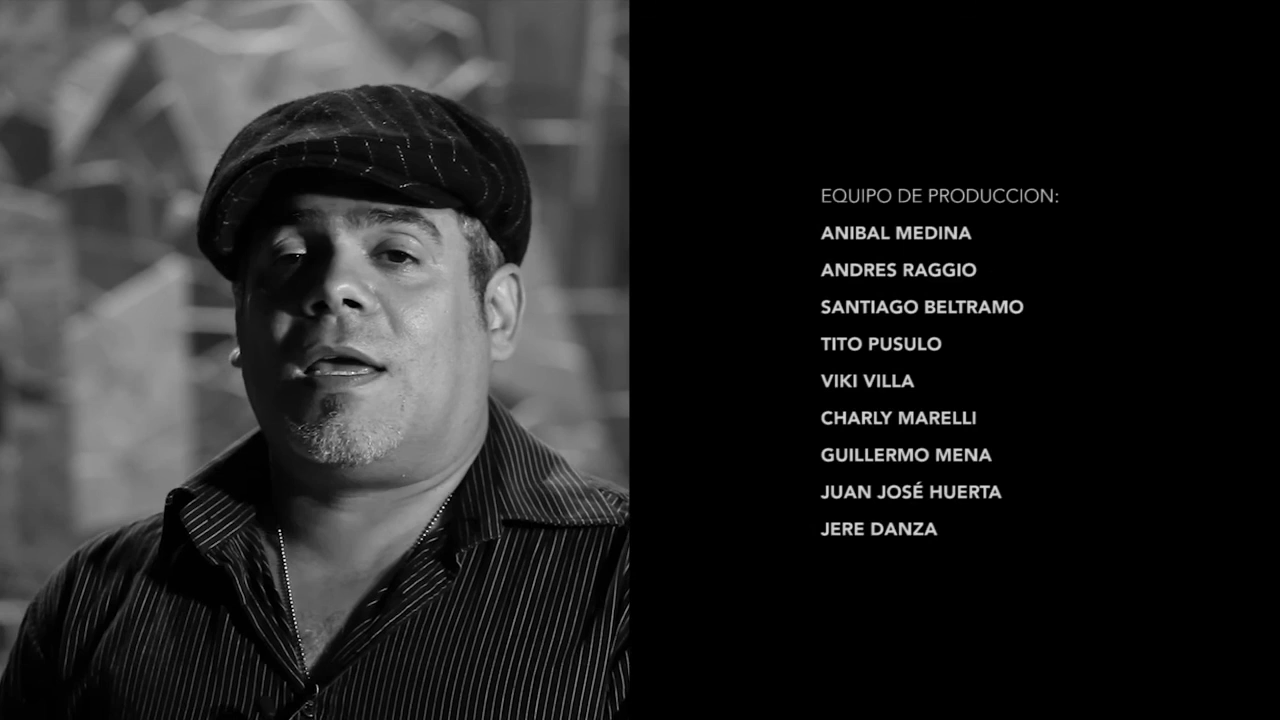 EQUIPO DE PRODUCCION:
ANIBAL MEDINA
ANDRES RAGGIO
SANTIAGO BELTRAMO
TITO PUSULO
VIKI VILLA
CHARLY MARELLI
GUILLERMO MENA
JUAN JOSÉ HUERTA
JERE DANZA